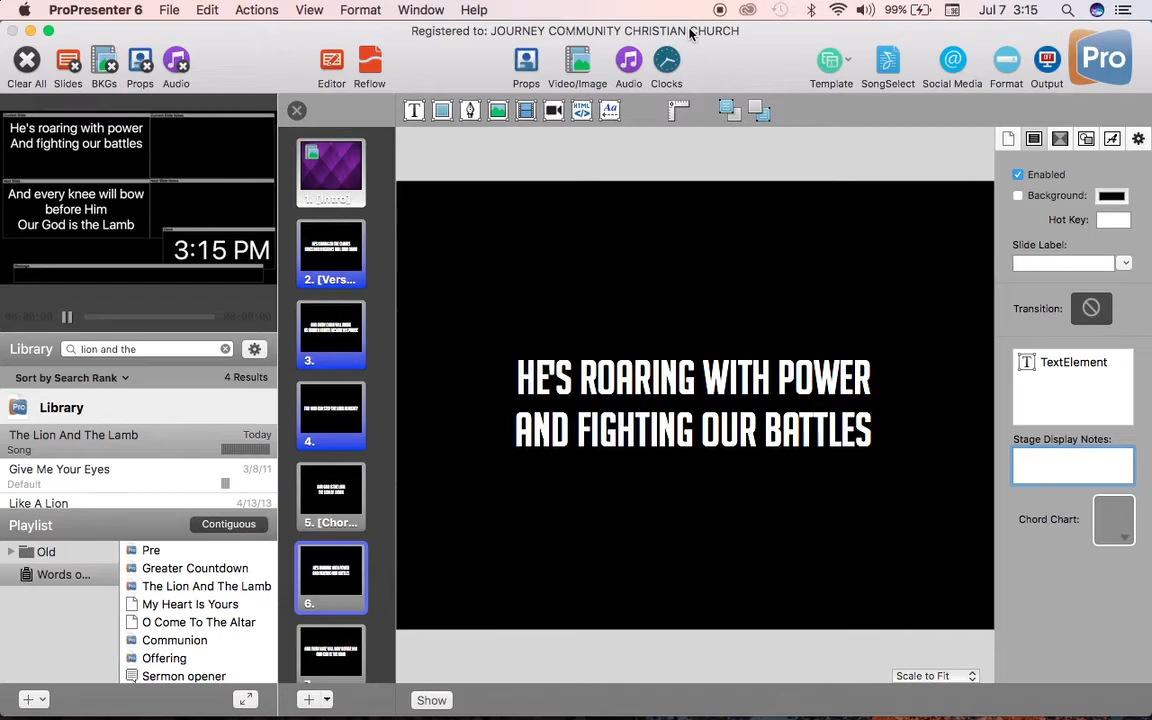 ProPresenter 6 File Edit Actions View Format Window Help 99% Jul 7 3:15
Registered to: JOURNEY COMMUNITY CHRISTIAN CHURCH
Clear All Slides BKGs Props Audio Editor Reflow Props Video/Image Audio Clocks Template SongSelect Social Media Format Output Pro
He's roaring with power
And fighting our battles
And every knee will bow
before Him
Our God is the Lamb
3:15 PM
Library lion and the
Sort by Search Rank 4 Results
Library
The Lion And The Lamb Today
Song
Give Me Your Eyes 3/8/11
Default
Like A Lion 4/13/13
Playlist Contiguous
Old
Words o...
Pre
Greater Countdown
The Lion And The Lamb
My Heart Is Yours
O Come To The Altar
Communion
Offering
Sermon opener
1. [Intro]
2. [Vers...
3.
4.
5. [Chor...
6.
HE'S ROARING WITH POWER
AND FIGHTING OUR BATTLES
Scale to Fit
Show
Enabled
Background:
Hot Key:
Slide Label:
Transition:
TextElement
Stage Display Notes:
Chord Chart: